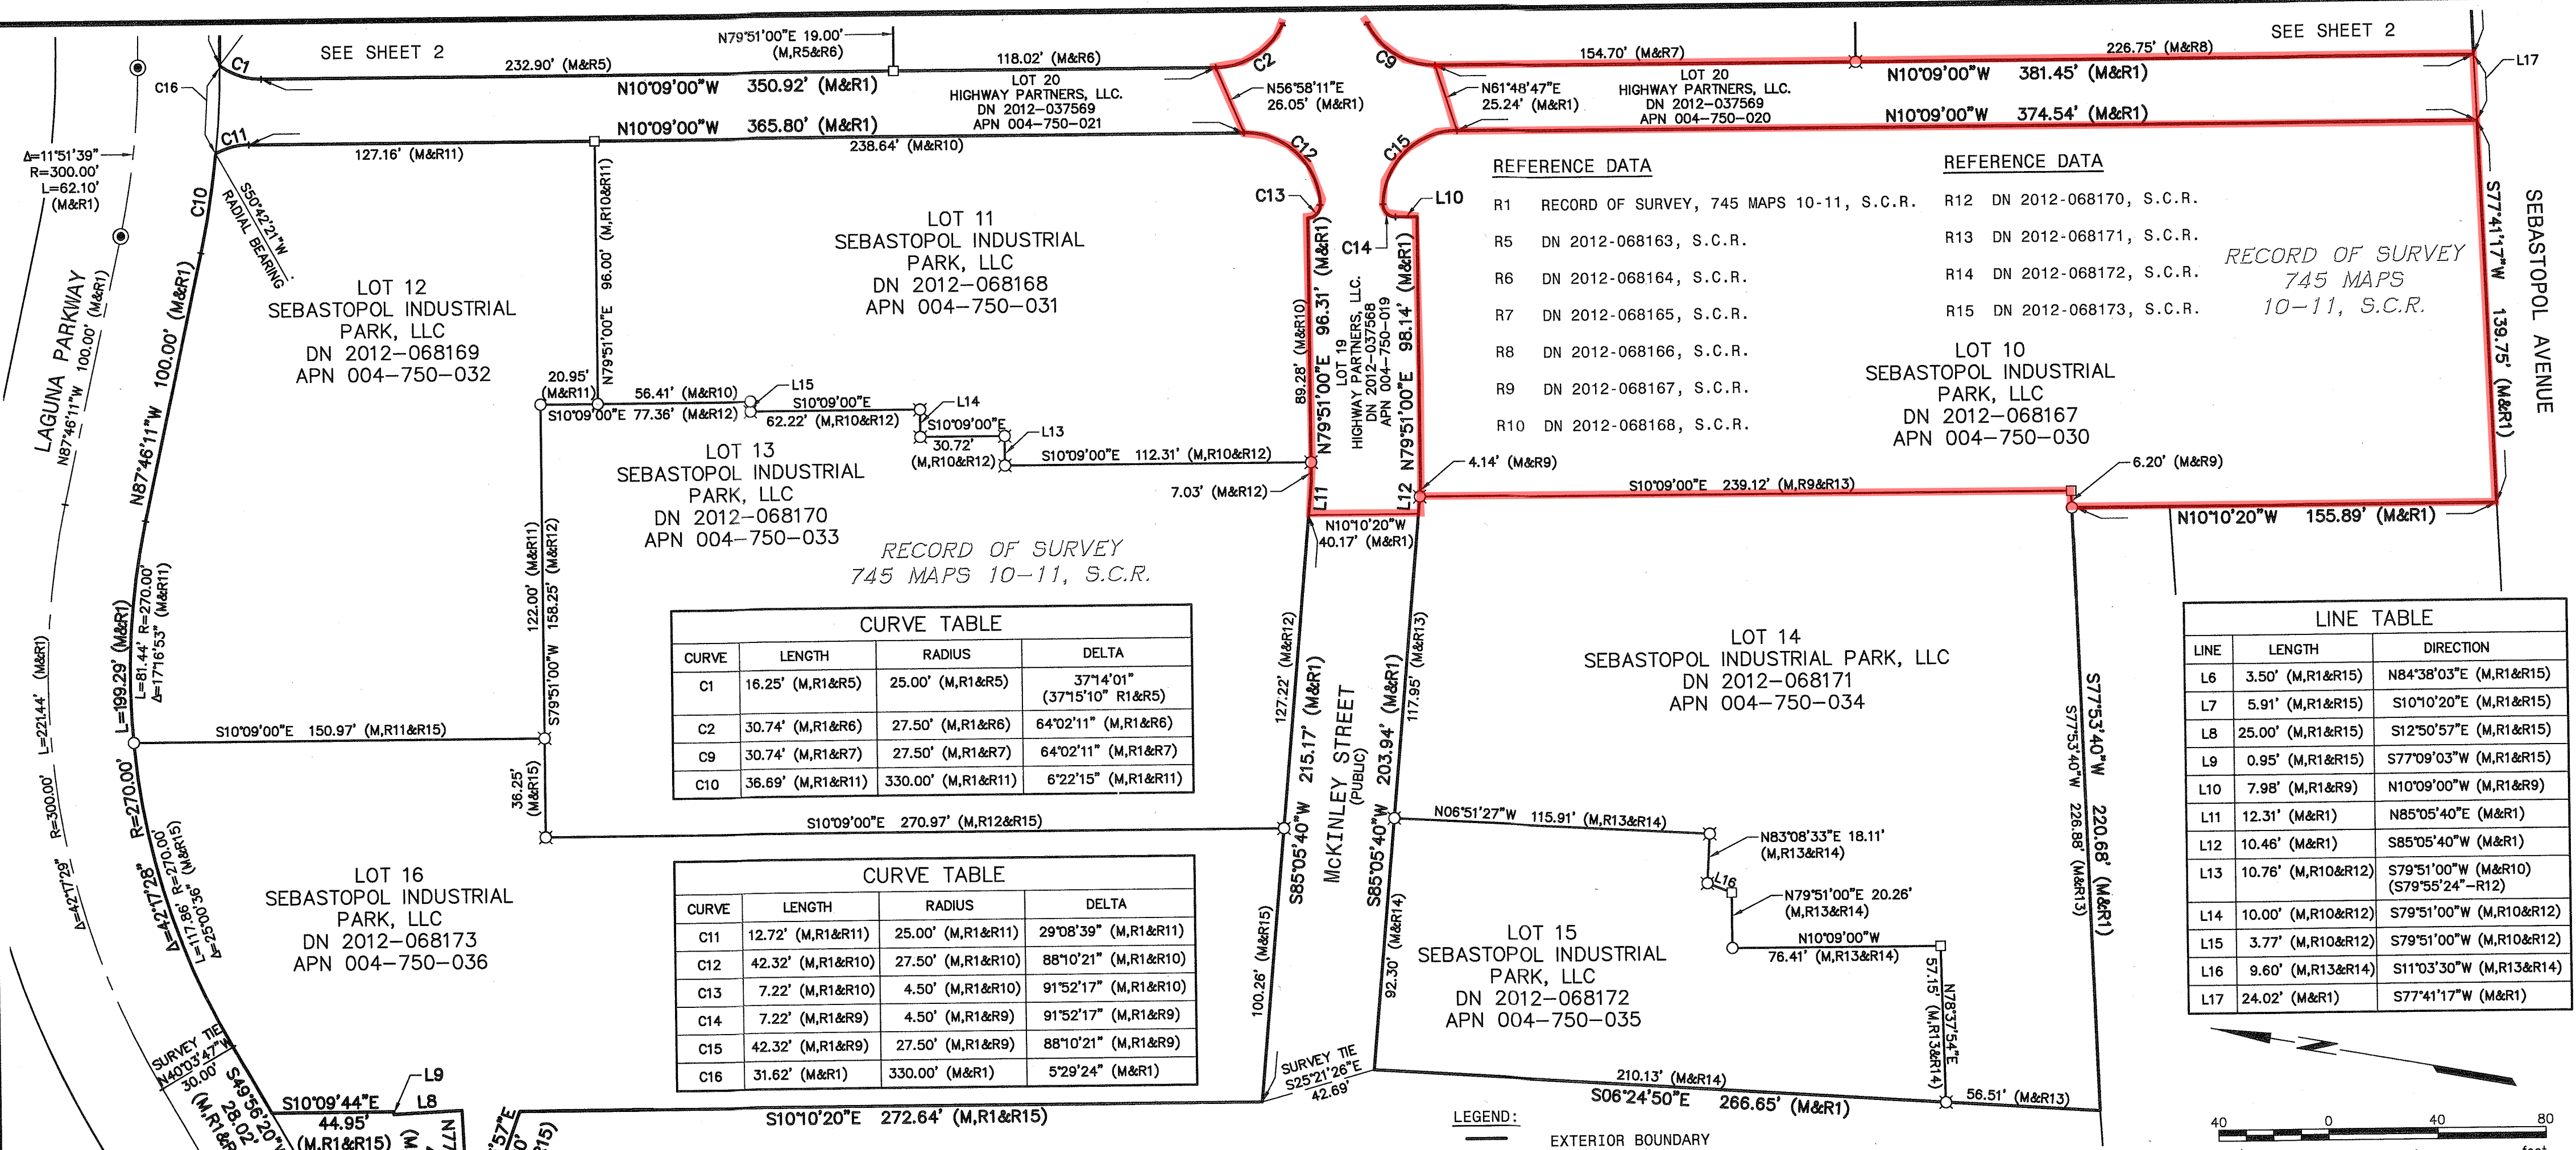 SEE SHEET 2
N79°51'00"E 19.00'
(M,R5&R6)
SEE SHEET 2
C1
232.90' (M&R5)
118.02' (M&R6)
C2
C9
154.70' (M&R7)
226.75' (M&R8)
L17
C16
N10°09'00"W 350.92' (M&R1)
LOT 20
HIGHWAY PARTNERS, LLC.
DN 2012-037569
APN 004-750-021
N56°58'11"E
26.05' (M&R1)
N61°48'47"E
25.24' (M&R1)
LOT 20
HIGHWAY PARTNERS, LLC.
DN 2012-037569
APN 004-750-020
N10°09'00"W 381.45' (M&R1)
C11
N10°09'00"W 365.80' (M&R1)
N10°09'00"W 374.54' (M&R1)
127.16' (M&R11)
238.64' (M&R10)
C12
C15
Δ=11°51'39"
R=300.00'
L=62.10'
(M&R1)
C10
S50°42'21"W
RADIAL BEARING
N79°51'00"E 96.00' (M,R10&R11)
C13
L10
C14
REFERENCE DATA
R1 RECORD OF SURVEY, 745 MAPS 10-11, S.C.R.
R5 DN 2012-068163, S.C.R.
R6 DN 2012-068164, S.C.R.
R7 DN 2012-068165, S.C.R.
R8 DN 2012-068166, S.C.R.
R9 DN 2012-068167, S.C.R.
R10 DN 2012-068168, S.C.R.
REFERENCE DATA
R12 DN 2012-068170, S.C.R.
R13 DN 2012-068171, S.C.R.
R14 DN 2012-068172, S.C.R.
R15 DN 2012-068173, S.C.R.
RECORD OF SURVEY
745 MAPS
10-11, S.C.R.
S77°41'17"W 139.75' (M&R1)
SEBASTOPOL AVENUE
LOT 11
SEBASTOPOL INDUSTRIAL
PARK, LLC
DN 2012-068168
APN 004-750-031
LOT 12
SEBASTOPOL INDUSTRIAL
PARK, LLC
DN 2012-068169
APN 004-750-032
LAGUNA PARKWAY
N87°46'11"W 100.00' (M&R1)
N87°46'11"W 100.00' (M&R1)
89.28' (M&R10)
N79°51'00"E 96.31' (M&R1)
LOT 19
HIGHWAY PARTNERS, LLC.
DN 2012-037568
APN 004-750-019
N79°51'00"E 98.14' (M&R1)
LOT 10
SEBASTOPOL INDUSTRIAL
PARK, LLC
DN 2012-068167
APN 004-750-030
20.95'
(M&R11)
56.41' (M&R10)
S10°09'00"E 77.36' (M&R12)
L15
S10°09'00"E
62.22' (M,R10&R12)
L14
S10°09'00"E
30.72'
(M,R10&R12)
L13
S10°09'00"E 112.31' (M,R10&R12)
7.03' (M&R12)
L11
L12
4.14' (M&R9)
S10°09'00"E 239.12' (M,R9&R13)
6.20' (M&R9)
N10°10'20"W
40.17' (M&R1)
N10°10'20"W 155.89' (M&R1)
LOT 13
SEBASTOPOL INDUSTRIAL
PARK, LLC
DN 2012-068170
APN 004-750-033
RECORD OF SURVEY
745 MAPS 10-11, S.C.R.
122.00' (M&R11)
S79°51'00"W 158.25' (M&R12)
L=199.29' (M&R1)
L=81.44' R=270.00'
Δ=17°16'53" (M&R11)
Δ=42°17'29" R=300.00' L=221.44' (M&R1)
CURVE TABLE
CURVE LENGTH RADIUS DELTA
C1 16.25' (M,R1&R5) 25.00' (M,R1&R5) 37°14'01"
(37°15'10" R1&R5)
C2 30.74' (M,R1&R6) 27.50' (M,R1&R6) 64°02'11" (M,R1&R6)
C9 30.74' (M,R1&R7) 27.50' (M,R1&R7) 64°02'11" (M,R1&R7)
C10 36.69' (M,R1&R11) 330.00' (M,R1&R11) 6°22'15" (M,R1&R11)
127.22' (M&R12)
S85°05'40"W 215.17' (M&R1)
McKINLEY STREET
(PUBLIC)
S85°05'40"W 203.94' (M&R1)
117.95' (M&R13)
LOT 14
SEBASTOPOL INDUSTRIAL PARK, LLC
DN 2012-068171
APN 004-750-034
S77°53'40"W 226.88' (M&R13)
S77°53'40"W 220.68' (M&R1)
LINE TABLE
LINE LENGTH DIRECTION
L6 3.50' (M,R1&R15) N84°38'03"E (M,R1&R15)
L7 5.91' (M,R1&R15) S10°10'20"E (M,R1&R15)
L8 25.00' (M,R1&R15) S12°50'57"E (M,R1&R15)
L9 0.95' (M,R1&R15) S77°09'03"W (M,R1&R15)
L10 7.98' (M,R1&R9) N10°09'00"W (M,R1&R9)
L11 12.31' (M&R1) N85°05'40"E (M&R1)
L12 10.46' (M&R1) S85°05'40"W (M&R1)
L13 10.76' (M,R10&R12) S79°51'00"W (M&R10)
(S79°55'24"-R12)
L14 10.00' (M,R10&R12) S79°51'00"W (M,R10&R12)
L15 3.77' (M,R10&R12) S79°51'00"W (M,R10&R12)
L16 9.60' (M,R13&R14) S11°03'30"W (M,R13&R14)
L17 24.02' (M&R1) S77°41'17"W (M&R1)
S10°09'00"E 150.97' (M,R11&R15)
36.25'
(M&R15)
S10°09'00"E 270.97' (M,R12&R15)
R=270.00'
Δ=42°17'28"
L=117.86' R=270.00'
Δ=25°00'36" (M&R15)
LOT 16
SEBASTOPOL INDUSTRIAL
PARK, LLC
DN 2012-068173
APN 004-750-036
CURVE TABLE
CURVE LENGTH RADIUS DELTA
C11 12.72' (M,R1&R11) 25.00' (M,R1&R11) 29°08'39" (M,R1&R11)
C12 42.32' (M,R1&R10) 27.50' (M,R1&R10) 88°10'21" (M,R1&R10)
C13 7.22' (M,R1&R10) 4.50' (M,R1&R10) 91°52'17" (M,R1&R10)
C14 7.22' (M,R1&R9) 4.50' (M,R1&R9) 91°52'17" (M,R1&R9)
C15 42.32' (M,R1&R9) 27.50' (M,R1&R9) 88°10'21" (M,R1&R9)
C16 31.62' (M&R1) 330.00' (M&R1) 5°29'24" (M&R1)
100.26' (M&R15)
92.30' (M&R14)
N06°51'27"W 115.91' (M,R13&R14)
N83°08'33"E 18.11'
(M,R13&R14)
L16
N79°51'00"E 20.26'
(M,R13&R14)
N10°09'00"W
76.41' (M,R13&R14)
57.15' (M,R13&R14)
N78°37'54"E
LOT 15
SEBASTOPOL INDUSTRIAL
PARK, LLC
DN 2012-068172
APN 004-750-035
SURVEY TIE
S25°21'26"E
42.69'
210.13' (M&R14)
S06°24'50"E 266.65' (M&R1)
56.51' (M&R13)
SURVEY TIE
N40°03'47"W
30.00'
S49°56'20"W
28.02'
S10°09'44"E
44.95'
(M,R1&R15)
L9
L8
S10°10'20"E 272.64' (M,R1&R15)
LEGEND:
EXTERIOR BOUNDARY
40 0 40 80